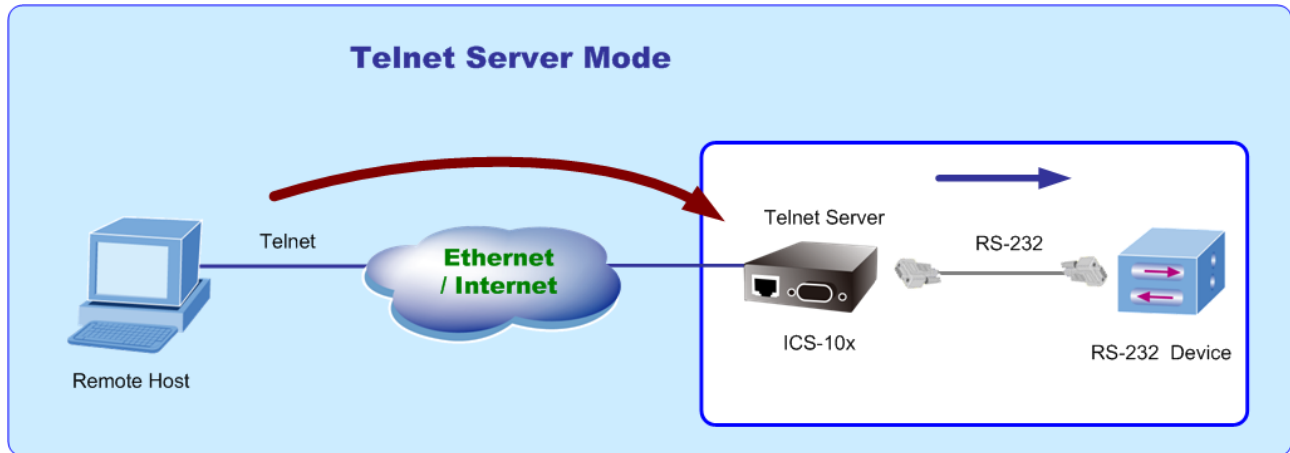 Telnet Server Mode
Telnet Server
Telnet
RS-232
Ethernet
/ Internet
ICS-10x
RS-232 Device
Remote Host